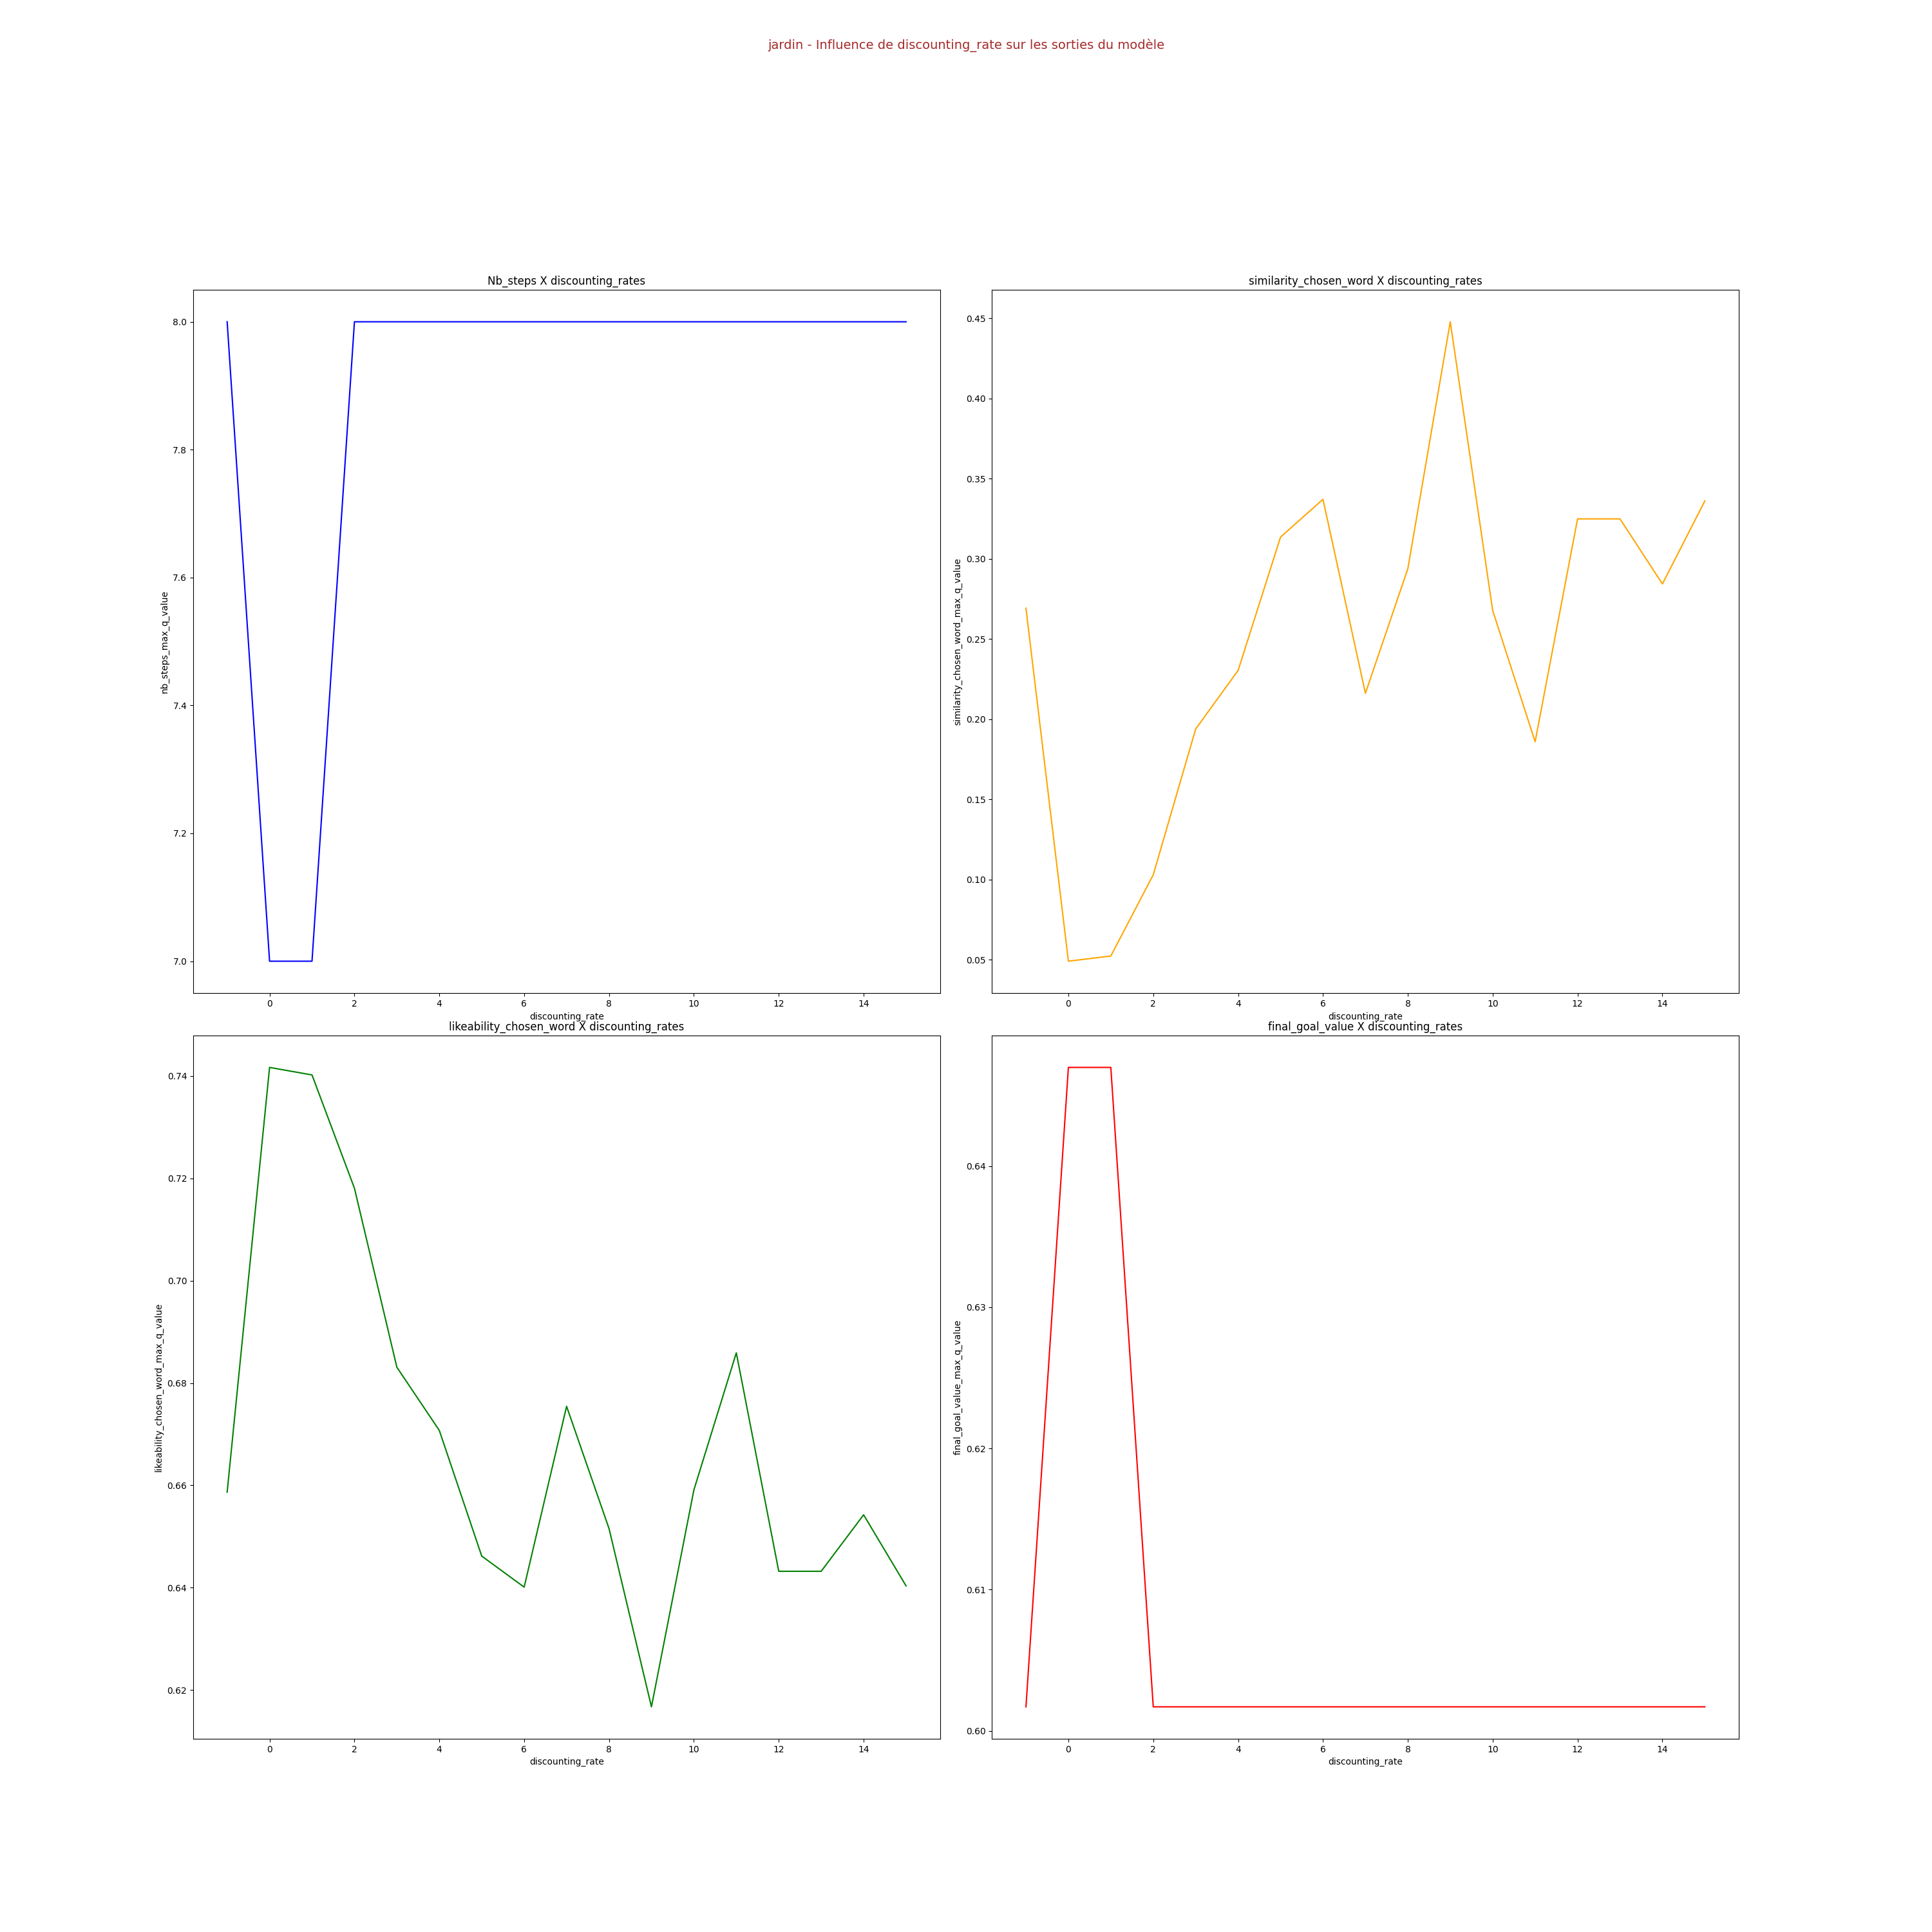 jardin - Influence de discounting_rate sur les sorties du modèle
Nb_steps X discounting_rates
8.0
7.8
7.6
7.4
7.2
7.0
nb_steps_max_q_value
0 2 4 6 8 10 12 14
discounting_rate
similarity_chosen_word X discounting_rates
0.45
0.40
0.35
0.30
0.25
0.20
0.15
0.10
0.05
similarity_chosen_word_max_q_value
0 2 4 6 8 10 12 14
discounting_rate
likeability_chosen_word X discounting_rates
0.74
0.72
0.70
0.68
0.66
0.64
0.62
likeability_chosen_word_max_q_value
0 2 4 6 8 10 12 14
discounting_rate
final_goal_value X discounting_rates
0.64
0.63
0.62
0.61
0.60
final_goal_value_max_q_value
0 2 4 6 8 10 12 14
discounting_rate